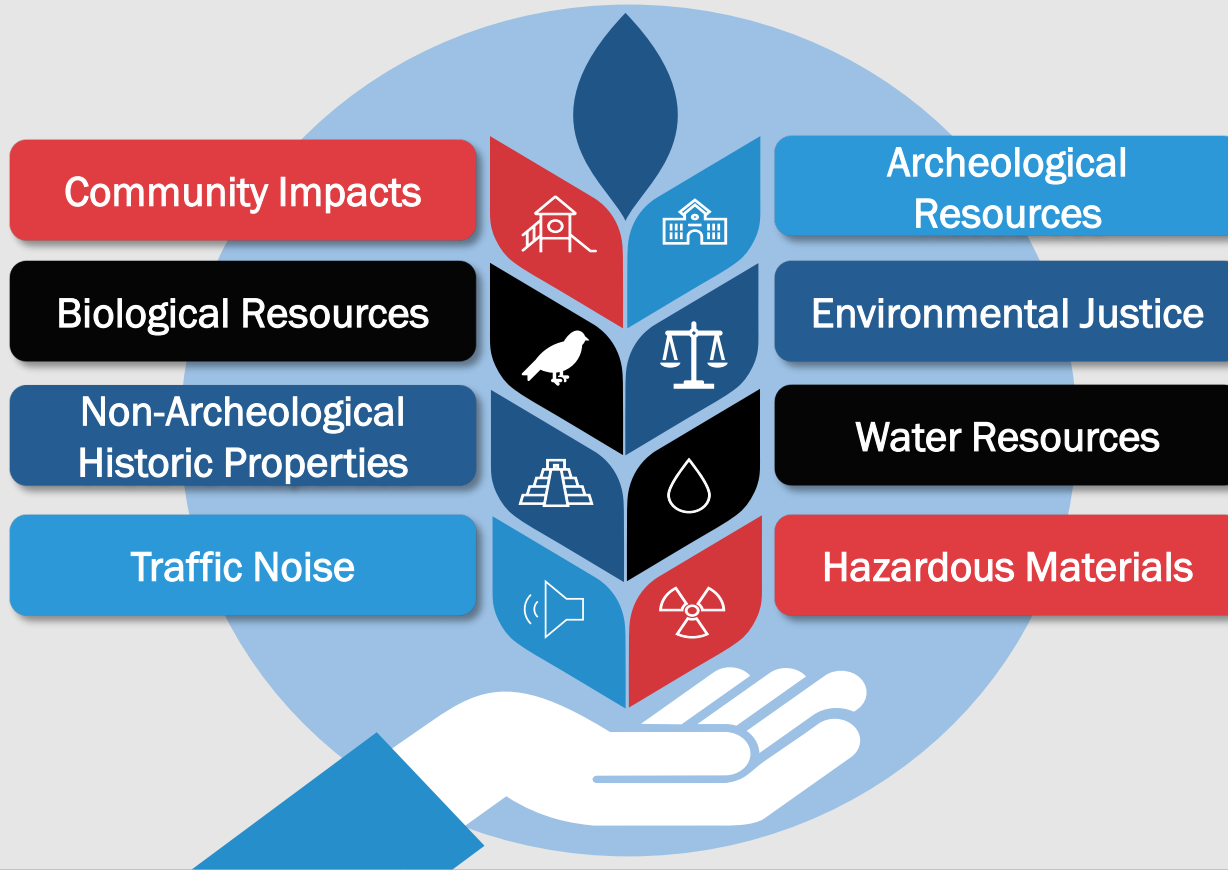 Community Impacts
Archeological
Resources
Biological Resources
Environmental Justice
Non-Archeological
Historic Properties
Water Resources
Traffic Noise
Hazardous Materials